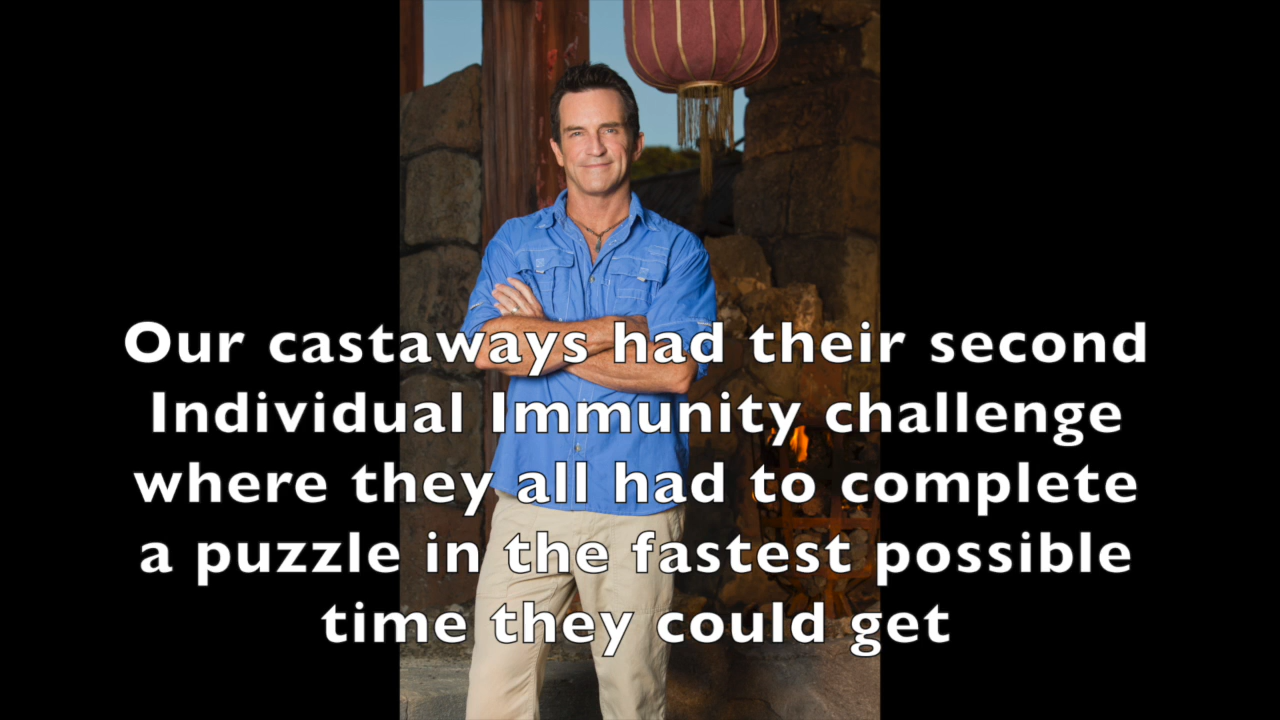 Our castaways had their second
Individual Immunity challenge
where they all had to complete
a puzzle in the fastest possible
time they could get